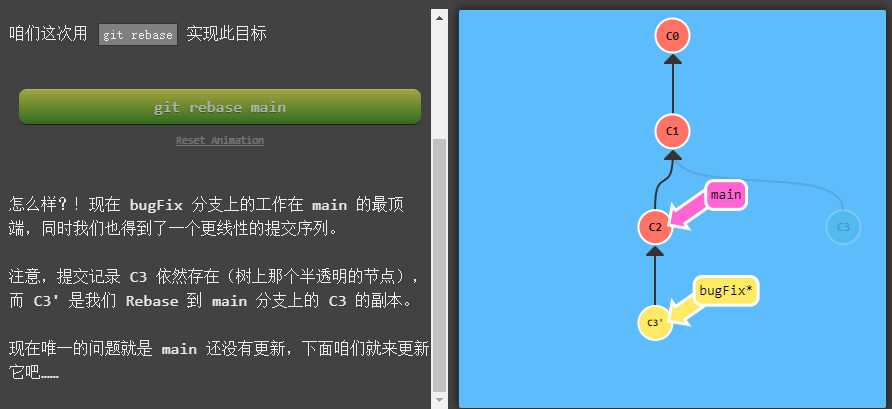 咱们这次用 git rebase 实现此目标
git rebase main
Reset Animation
怎么样？！现在 bugFix 分支上的工作在 main 的最顶
端，同时我们也得到了一个更线性的提交序列。
注意，提交记录 C3 依然存在（树上那个半透明的节点），
而 C3' 是我们 Rebase 到 main 分支上的 C3 的副本。
现在唯一的问题就是 main 还没有更新，下面咱们就来更新
它吧……
C0
C1
main
C2
C3
bugFix*
C3'